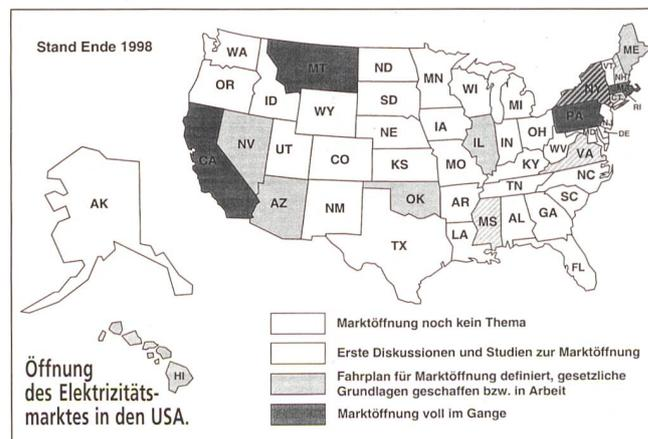 Stand Ende 1998
WA
OR
CA
NV
ID
MT
WY
UT
AZ
CO
NM
ND
SD
NE
KS
OK
TX
MN
IA
MO
AR
LA
WI
IL
MS
MI
IN
KY
TN
AL
OH
WV
VA
NC
SC
GA
FL
PA
NY
VT
NH
ME
MA
CT
RI
NJ
DE
MD
AK
HI
Öffnung
des Elektrizitäts-
marktes in den USA.
Marktöffnung noch kein Thema
Erste Diskussionen und Studien zur Marktöffnung
Fahrplan für Marktöffnung definiert, gesetzliche
Grundlagen geschaffen bzw. in Arbeit
Marktöffnung voll im Gange